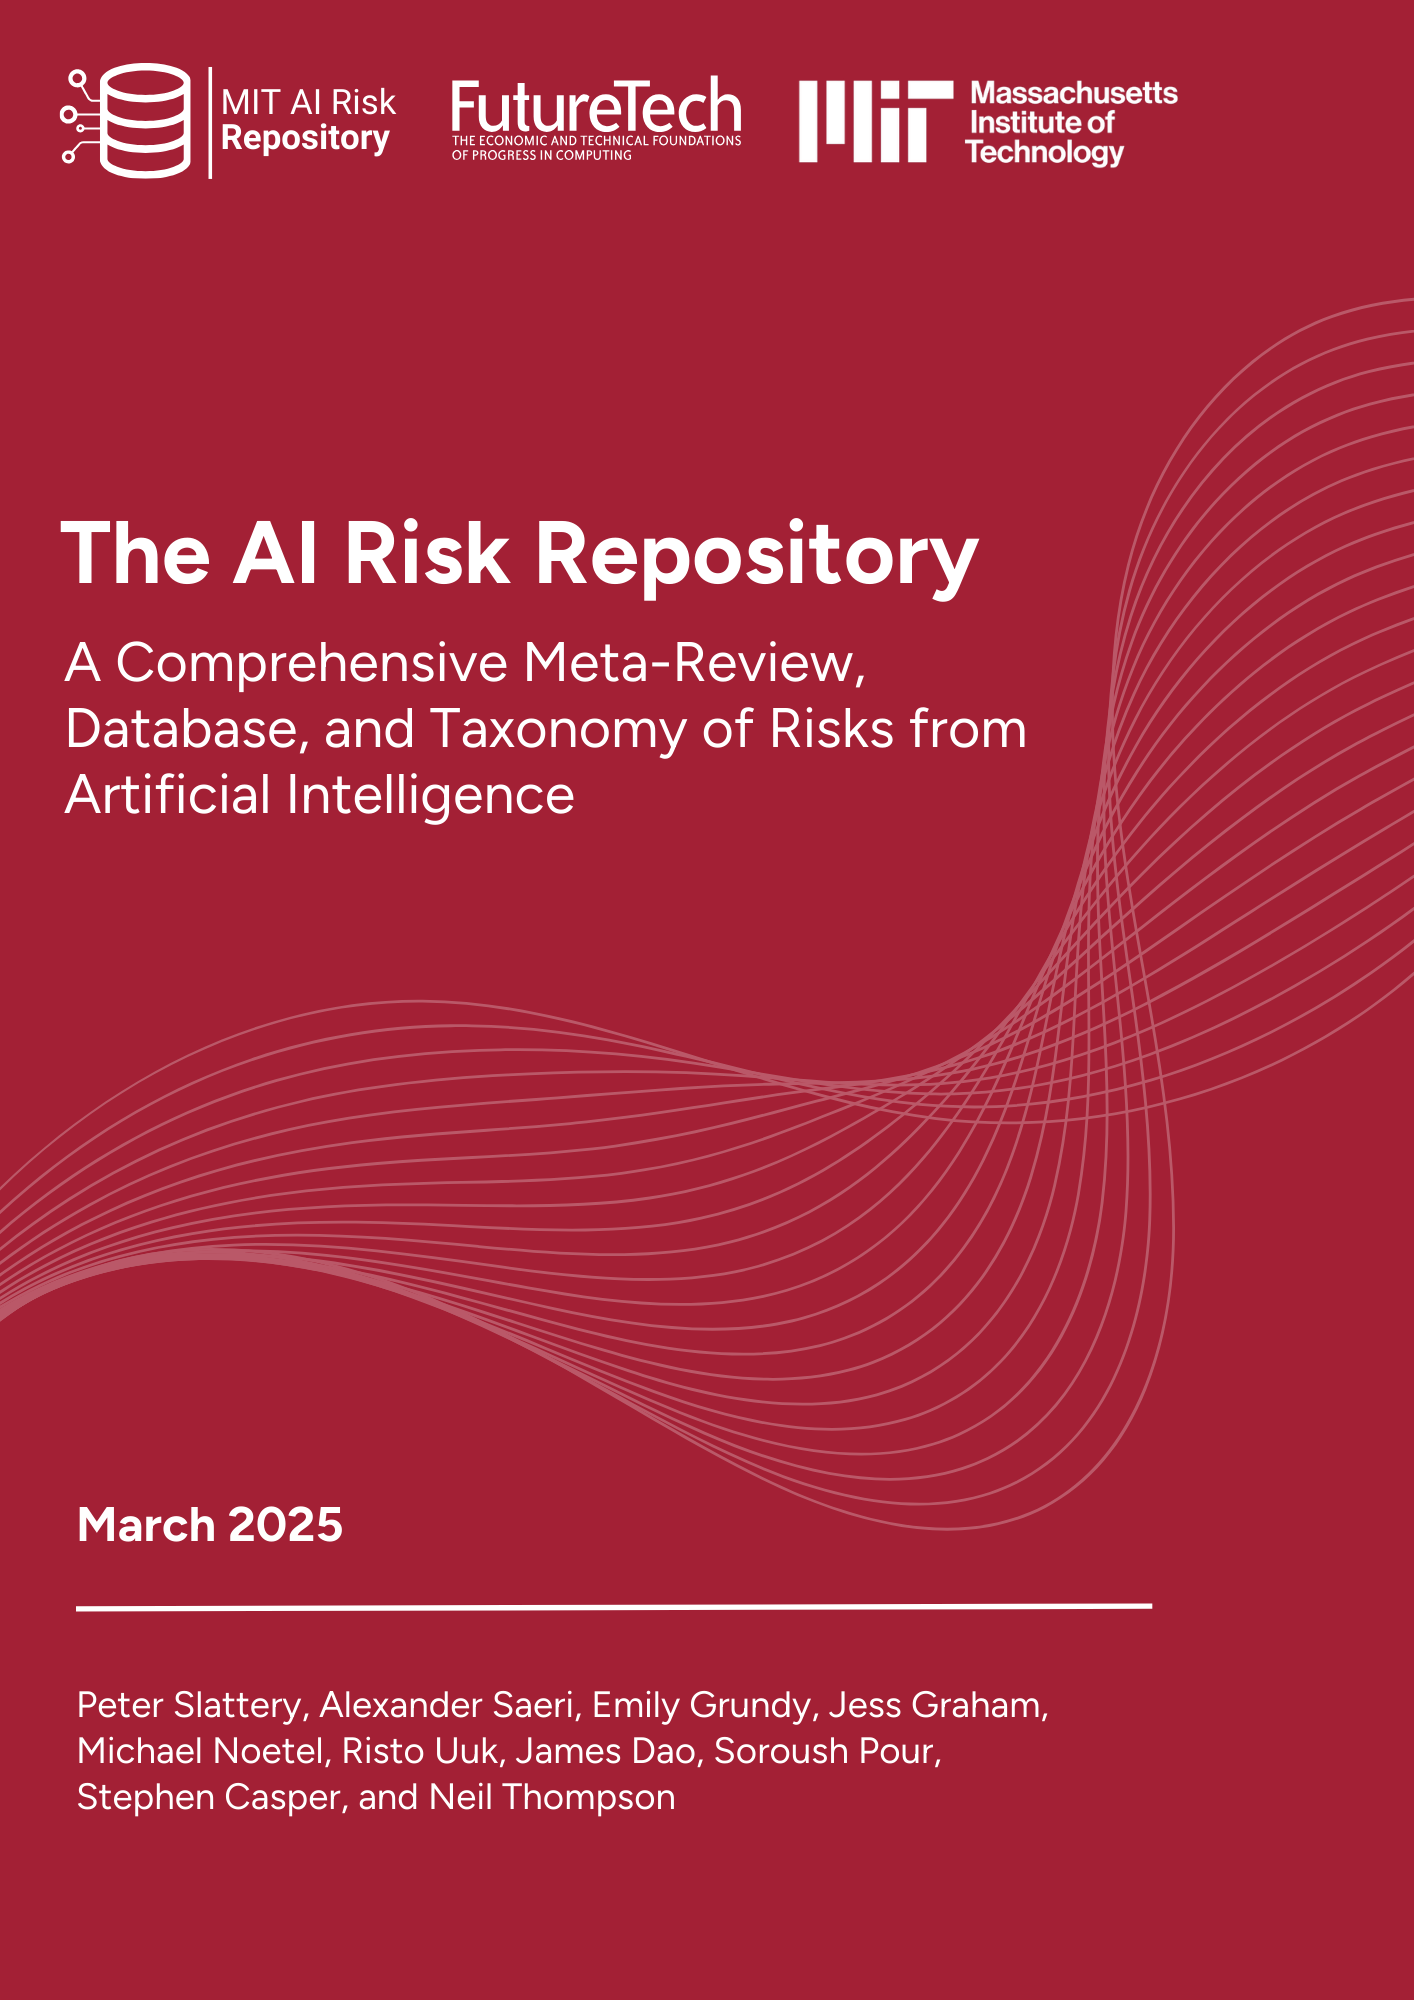 MIT AI Risk
Repository
FutureTech
THE ECONOMIC AND TECHNICAL FOUNDATIONS
OF PROGRESS IN COMPUTING
MIT
Massachusetts
Institute of
Technology
The AI Risk Repository
A Comprehensive Meta-Review,
Database, and Taxonomy of Risks from
Artificial Intelligence
March 2025
Peter Slattery, Alexander Saeri, Emily Grundy, Jess Graham,
Michael Noetel, Risto Uuk, James Dao, Soroush Pour,
Stephen Casper, and Neil Thompson